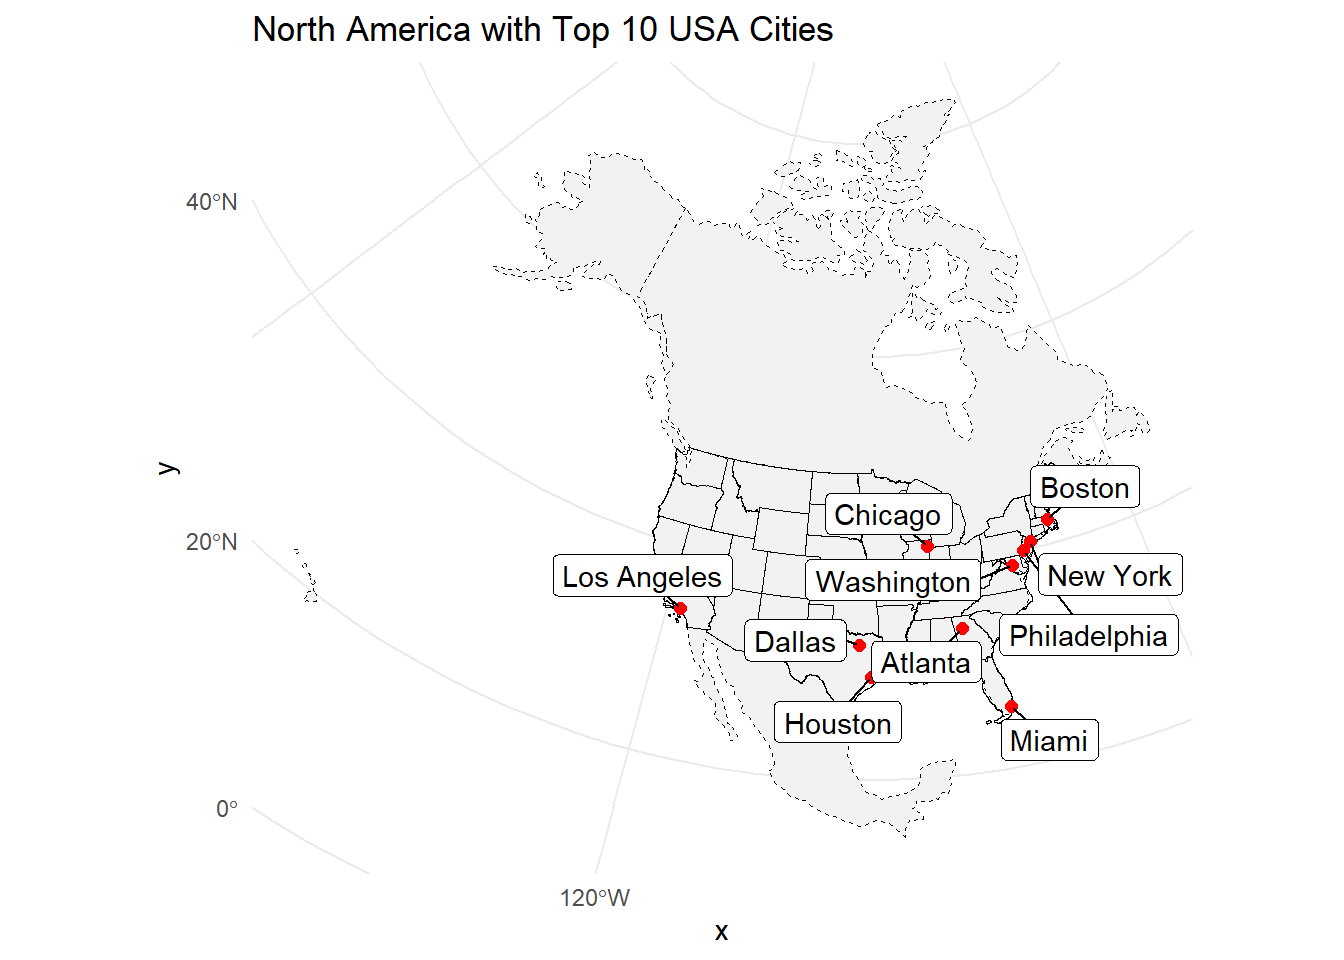 North America with Top 10 USA Cities
40°N
20°N
0°
y
Boston
Chicago
New York
Los Angeles
Washington
Philadelphia
Dallas
Atlanta
Houston
Miami
120°W
x